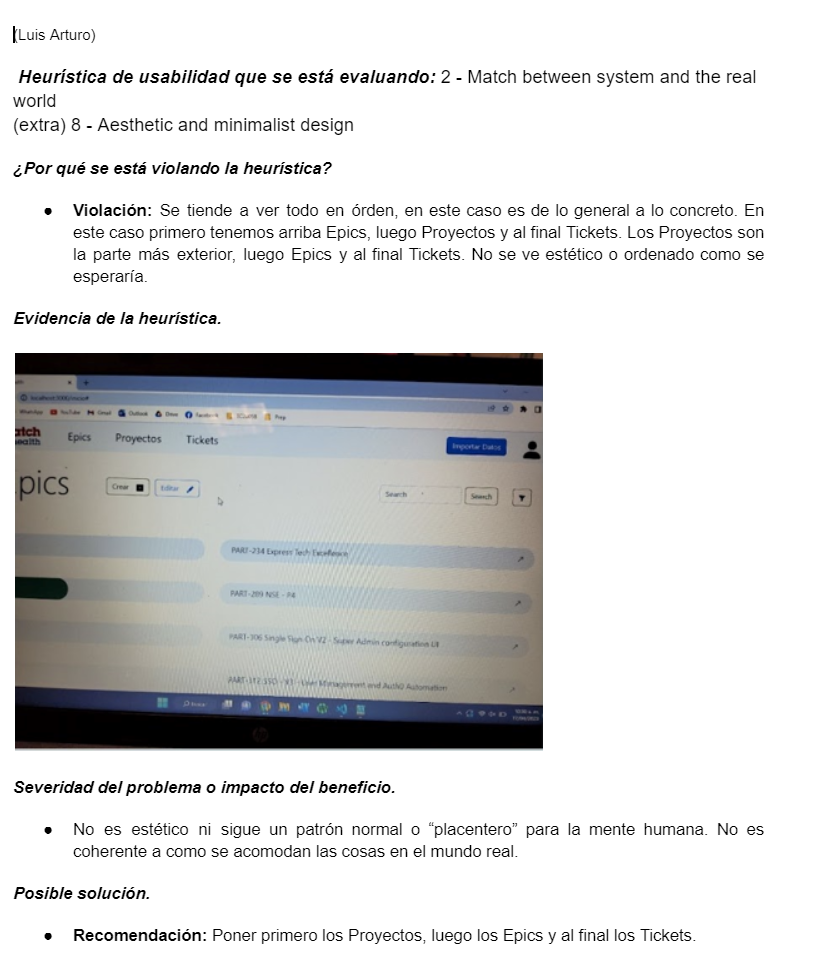 (Luis Arturo)
Heurística de usabilidad que se está evaluando: 2 - Match between system and the real
world
(extra) 8 - Aesthetic and minimalist design
¿Por qué se está violando la heurística?
● Violación: Se tiende a ver todo en órden, en este caso es de lo general a lo concreto. En
este caso primero tenemos arriba Epics, luego Proyectos y al final Tickets. Los Proyectos son
la parte más exterior, luego Epics y al final Tickets. No se ve estético o ordenado como se
esperaría.
Evidencia de la heurística.
YouTube Gmail Outlook Drive Facebook Prep
Epics Proyectos Tickets Importar Datos
pics Crear Editar Search Search
PART-234 Express Tech Excellence
PART-209 NSE - R4
PART-306 Single Sign On V2 - Super Admin configuration UI
User Management and Auth0 Automation
Buscar
Severidad del problema o impacto del beneficio.
● No es estético ni sigue un patrón normal o “placentero” para la mente humana. No es
coherente a como se acomodan las cosas en el mundo real.
Posible solución.
● Recomendación: Poner primero los Proyectos, luego los Epics y al final los Tickets.